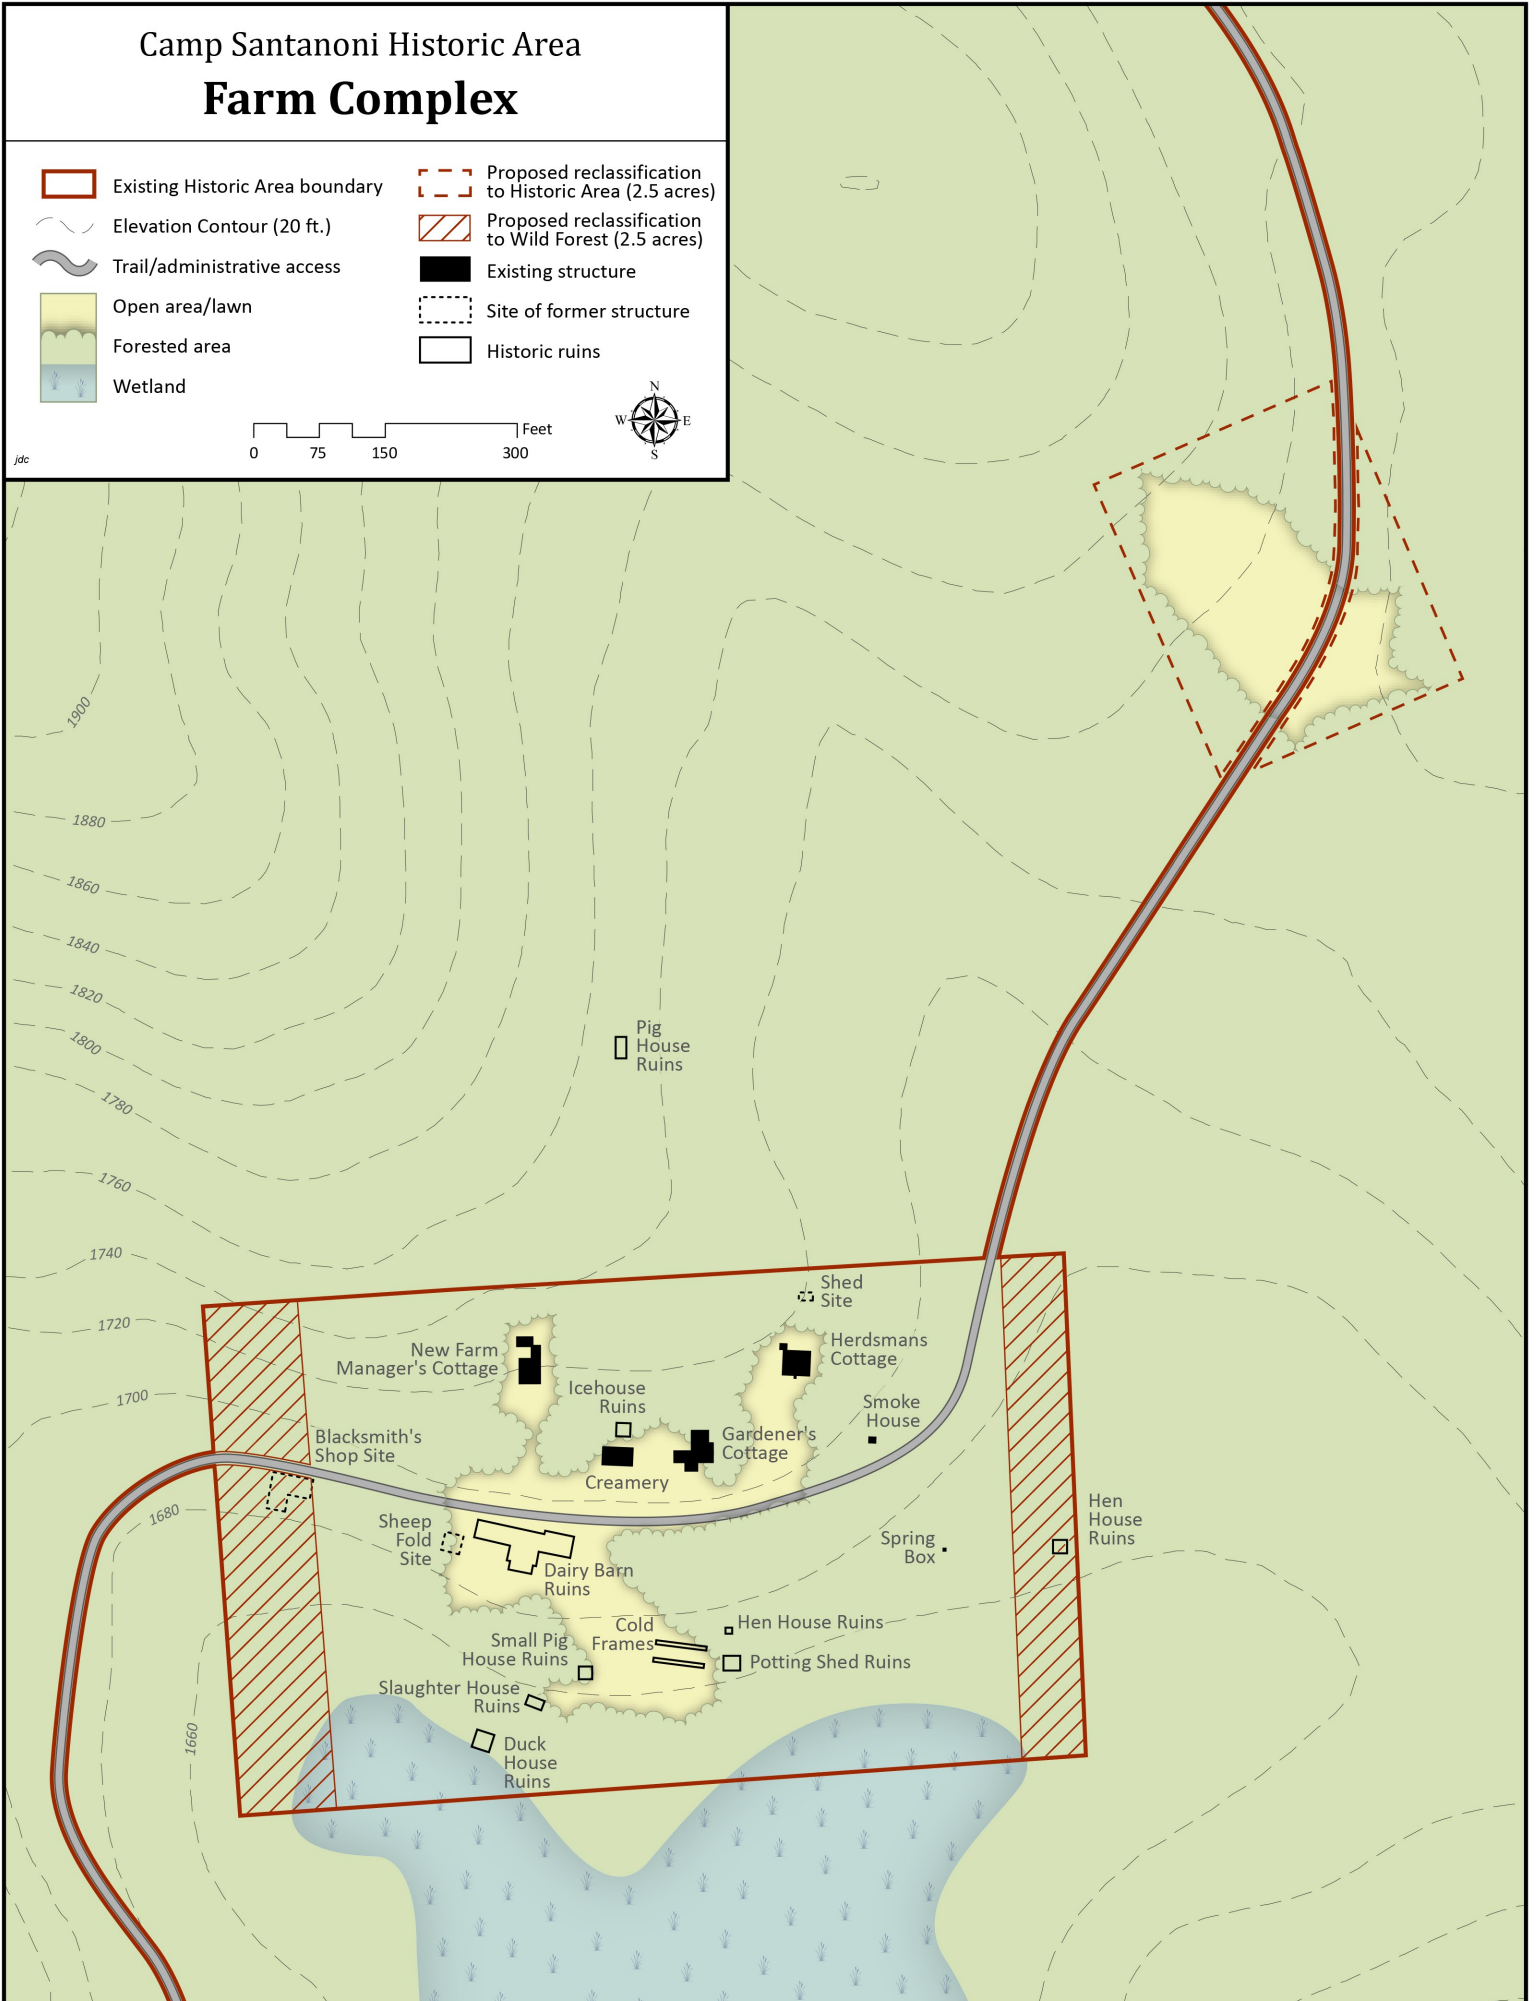 Camp Santanoni Historic Area
Farm Complex
Existing Historic Area boundary
Elevation Contour (20 ft.)
Trail/administrative access
Open area/lawn
Forested area
Wetland
Proposed reclassification
to Historic Area (2.5 acres)
Proposed reclassification
to Wild Forest (2.5 acres)
Existing structure
Site of former structure
Historic ruins
0
75
150
300
Feet
N
W
E
S
jdc
1900
1880
1860
1840
1820
1800
1780
1760
1740
1720
1700
1680
1660
Pig
House
Ruins
Shed
Site
New Farm
Manager's Cottage
Herdsmans
Cottage
Icehouse
Ruins
Smoke
House
Blacksmith's
Shop Site
Gardener's
Cottage
Creamery
Sheep
Fold
Site
Dairy Barn
Ruins
Spring
Box
Hen
House
Ruins
Cold
Frames
Hen House Ruins
Small Pig
House Ruins
Potting Shed Ruins
Slaughter House
Ruins
Duck
House
Ruins